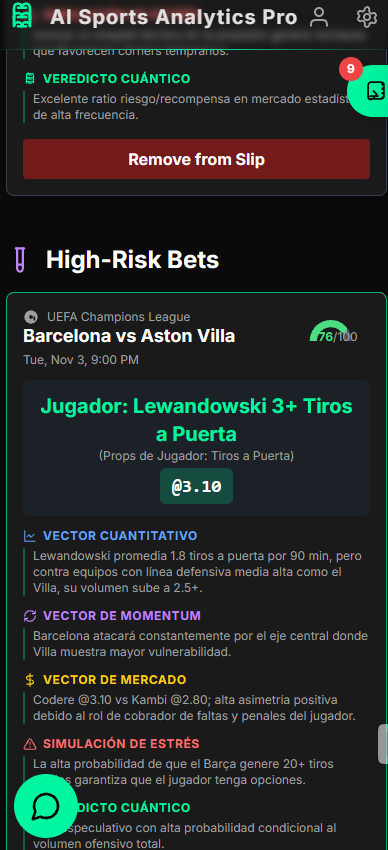 AI Sports Analytics Pro
que favorecen corners tempranos.
VEREDICTO CUÁNTICO
Excelente ratio riesgo/recompensa en mercado
de alta frecuencia.
9
Remove from Slip
High-Risk Bets
UEFA Champions League
Barcelona vs Aston Villa
76/100
Tue, Nov 3, 9:00 PM
Jugador: Lewandowski 3+ Tiros
a Puerta
(Props de Jugador: Tiros a Puerta)
@3.10
VECTOR CUANTITATIVO
Lewandowski promedia 1.8 tiros a puerta por 90 min, pero
contra equipos con línea defensiva media alta como el
Villa, su volumen sube a 2.5+.
VECTOR DE MOMENTUM
Barcelona atacará constantemente por el eje central donde
Villa muestra mayor vulnerabilidad.
VECTOR DE MERCADO
Codere @3.10 vs Kambi @2.80; alta asimetría positiva
debido al rol de cobrador de faltas y penales del jugador.
SIMULACIÓN DE ESTRÉS
La alta probabilidad de que el Barça genere 20+ tiros
garantiza que el jugador tenga opciones.
DICTO CUÁNTICO
especulativo con alta probabilidad condicional al
volumen ofensivo total.